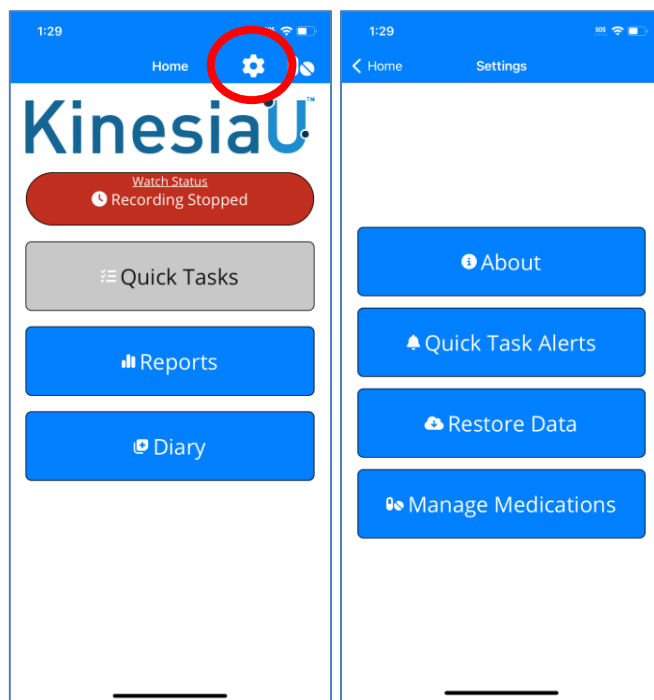 1:29
Home
KinesiaU™
Watch Status
Recording Stopped
Quick Tasks
Reports
Diary
1:29 SOS
Home Settings
About
Quick Task Alerts
Restore Data
Manage Medications